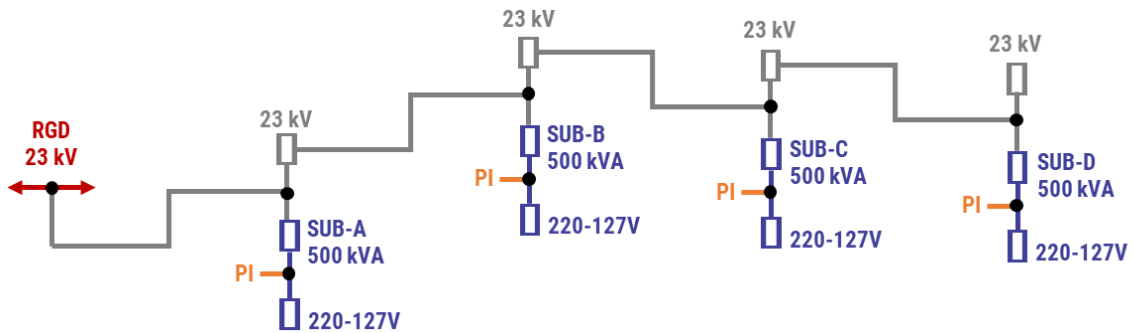 RGD
23 kV
23 kV
SUB-A
500 kVA
PI
220-127V
23 kV
SUB-B
500 kVA
PI
220-127V
23 kV
SUB-C
500 kVA
PI
220-127V
23 kV
SUB-D
500 kVA
PI
220-127V